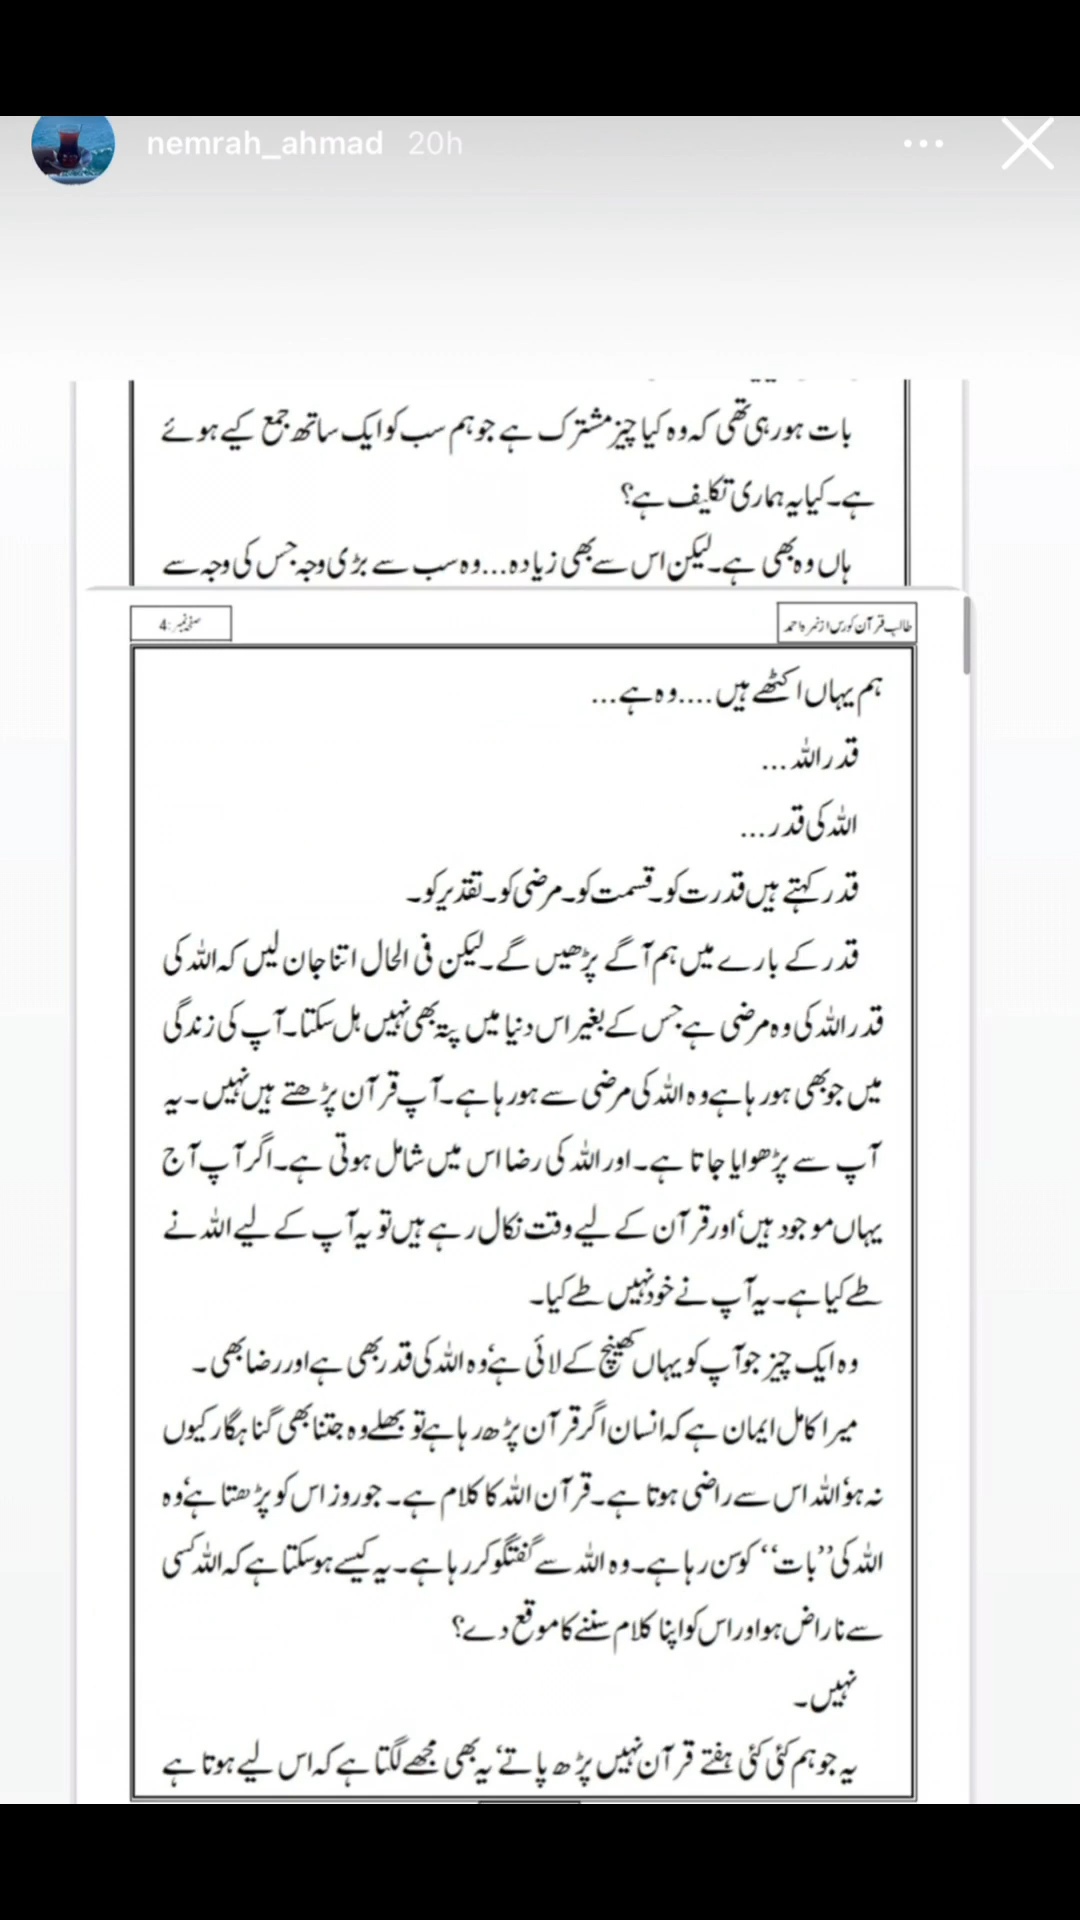 nemrah_ahmad 20h
بات ہو رہی تھی کہ وہ کیا چیز مشترک ہے جو ہم سب کو ایک ساتھ جمع کیے ہوئے
ہے۔ کیا یہ ہماری تکلیف ہے؟
ہاں وہ بھی ہے۔ لیکن اس سے بھی زیادہ... وہ سب سے بڑی وجہ جس کی وجہ سے
طالب قرآن کورس از نمرہ احمد
صفحہ نمبر: 4
ہم یہاں اکٹھے ہیں .... وہ ہے ...
قدر اللہ ...
اللہ کی قدر ...
قدر کہتے ہیں قدرت کو۔ قسمت کو۔ مرضی کو۔ تقدیر کو۔
قدر کے بارے میں ہم آگے پڑھیں گے۔ لیکن فی الحال اتنا جان لیں کہ اللہ کی
قدر اللہ کی وہ مرضی ہے جس کے بغیر اس دنیا میں پتہ بھی نہیں ہل سکتا۔ آپ کی زندگی
میں جو بھی ہو رہا ہے وہ اللہ کی مرضی سے ہو رہا ہے۔ آپ قرآن پڑھتے ہیں نہیں۔ یہ
آپ سے پڑھوایا جاتا ہے۔ اور اللہ کی رضا اس میں شامل ہوتی ہے۔ اگر آپ آج
یہاں موجود ہیں‘ اور قرآن کے لیے وقت نکال رہے ہیں تو یہ آپ کے لیے اللہ نے
طے کیا ہے۔ یہ آپ نے خود نہیں طے کیا۔
وہ ایک چیز جو آپ کو یہاں کھینچ کے لائی ہے‘ وہ اللہ کی قدر بھی ہے اور رضا بھی۔
میرا کامل ایمان ہے کہ انسان اگر قرآن پڑھ رہا ہے تو بھلے وہ جتنا بھی گناہگار کیوں
نہ ہو‘ اللہ اس سے راضی ہوتا ہے۔ قرآن اللہ کا کلام ہے۔ جو روز اس کو پڑھتا ہے‘ وہ
اللہ کی ’’بات‘‘ کو سن رہا ہے۔ وہ اللہ سے گفتگو کر رہا ہے۔ یہ کیسے ہو سکتا ہے کہ اللہ کسی
سے ناراض ہو اور اس کو اپنا کلام سننے کا موقع دے؟
نہیں۔
یہ جو ہم کئی کئی ہفتے قرآن نہیں پڑھ پاتے‘ یہ بھی مجھے لگتا ہے کہ اس لیے ہوتا ہے